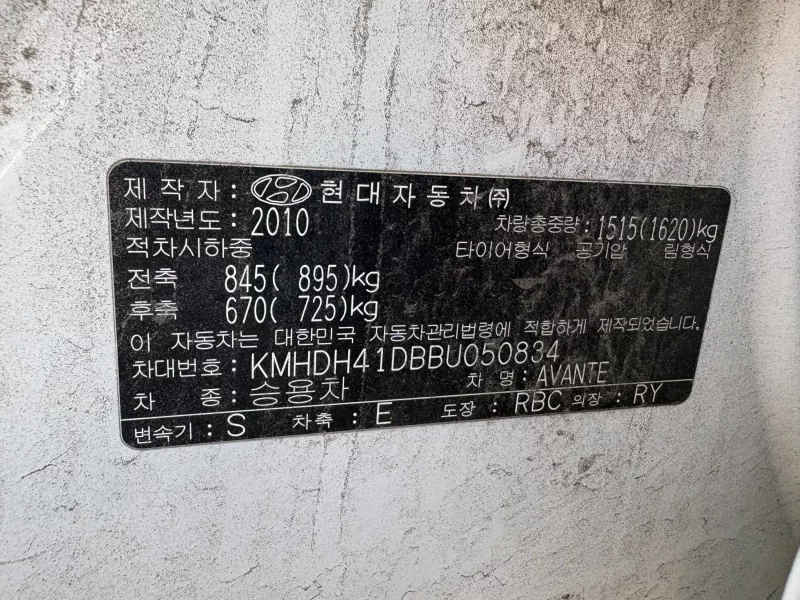 제 작 자 : 현대자동차㈜
제작년도 : 2010 차량총중량 : 1515(1620)kg
적차시하중 타이어형식 공기압 림형식
전축 845( 895)kg
후축 670( 725)kg
이 자동차는 대한민국 자동차관리법령에 적합하게 제작되었습니다.
차대번호 : KMHDH41DBBU050834
차 종 : 승용차 차 명 : AVANTE
변속기 : S 차축 : E 도장 : RBC 의장 : RY